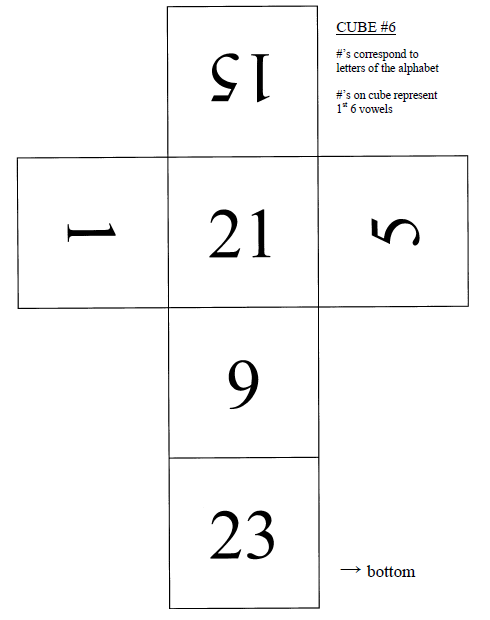 CUBE #6
#'s correspond to
letters of the alphabet
#'s on cube represent
1st 6 vowels
15
1 21 5
9
23
→ bottom